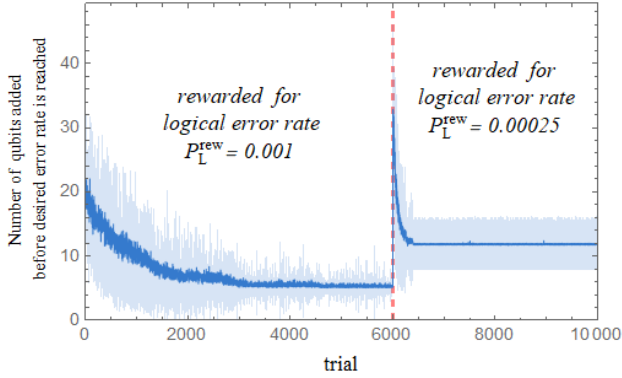 Number of qubits added
before desired error rate is reached
40
30
20
10
0
rewarded for
logical error rate
P_L^rew = 0.001
rewarded for
logical error rate
P_L^rew = 0.00025
0 2000 4000 6000 8000 10000
trial